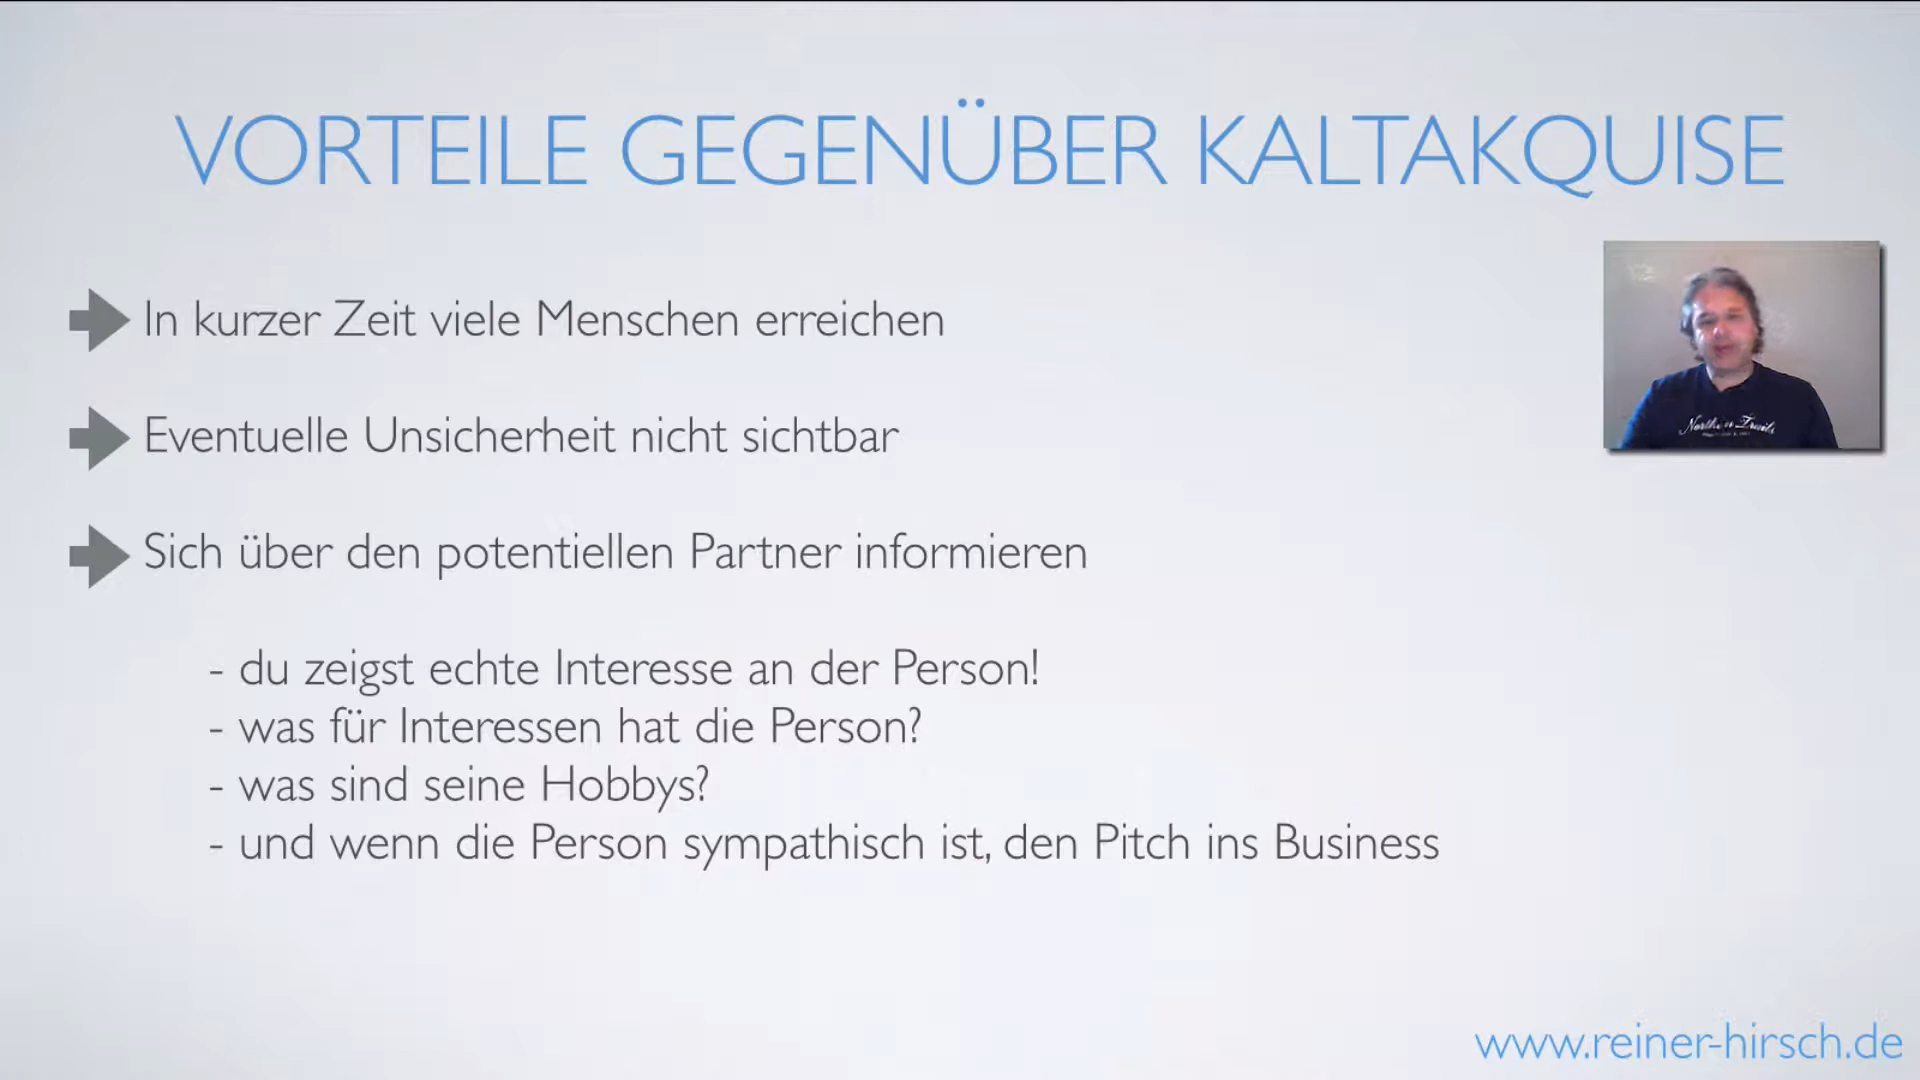 VORTEILE GEGENÜBER KALTAKQUISE
In kurzer Zeit viele Menschen erreichen
Eventuelle Unsicherheit nicht sichtbar
Sich über den potentiellen Partner informieren
- du zeigst echte Interesse an der Person!
- was für Interessen hat die Person?
- was sind seine Hobbys?
- und wenn die Person sympathisch ist, den Pitch ins Business
www.reiner-hirsch.de